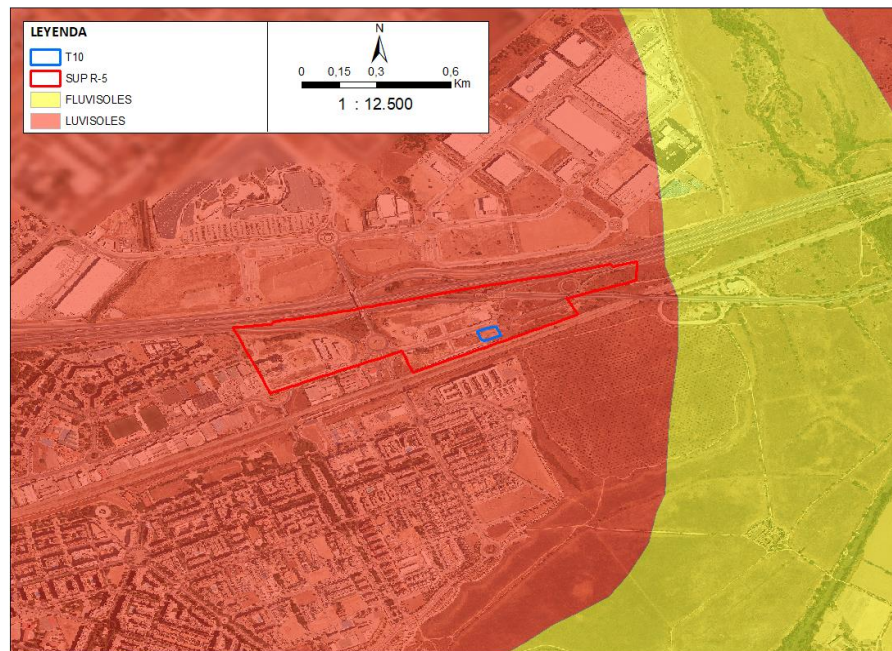 LEYENDA
T10
SUP R-5
FLUVISOLES
LUVISOLES
N
0 0,15 0,3 0,6
Km
1 : 12.500